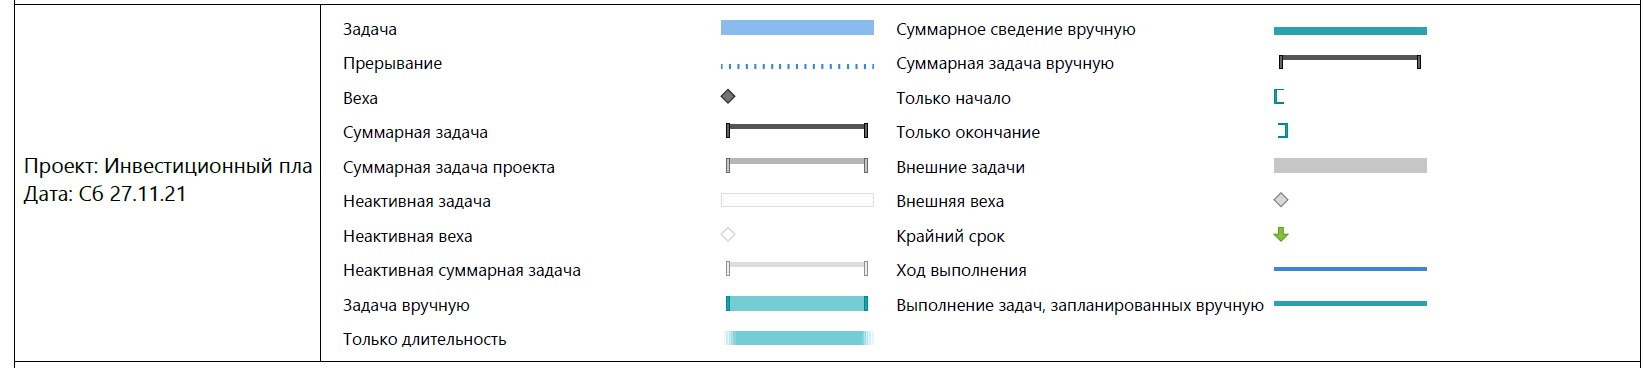 Проект: Инвестиционный пла
Дата: Сб 27.11.21
Задача
Прерывание
Веха
Суммарная задача
Суммарная задача проекта
Неактивная задача
Неактивная веха
Неактивная суммарная задача
Задача вручную
Только длительность
Суммарное сведение вручную
Суммарная задача вручную
Только начало
Только окончание
Внешние задачи
Внешняя веха
Крайний срок
Ход выполнения
Выполнение задач, запланированных вручную